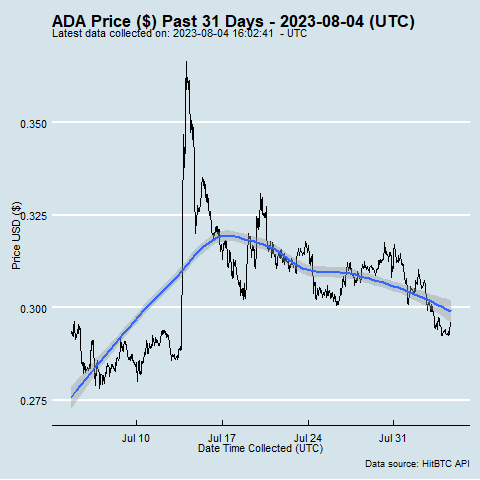 ADA Price ($) Past 31 Days - 2023-08-04 (UTC)
Latest data collected on: 2023-08-04 16:02:41  - UTC
0.350
0.325
0.300
0.275
Price USD ($)
Jul 10
Jul 17
Jul 24
Jul 31
Date Time Collected (UTC)
Data source: HitBTC API